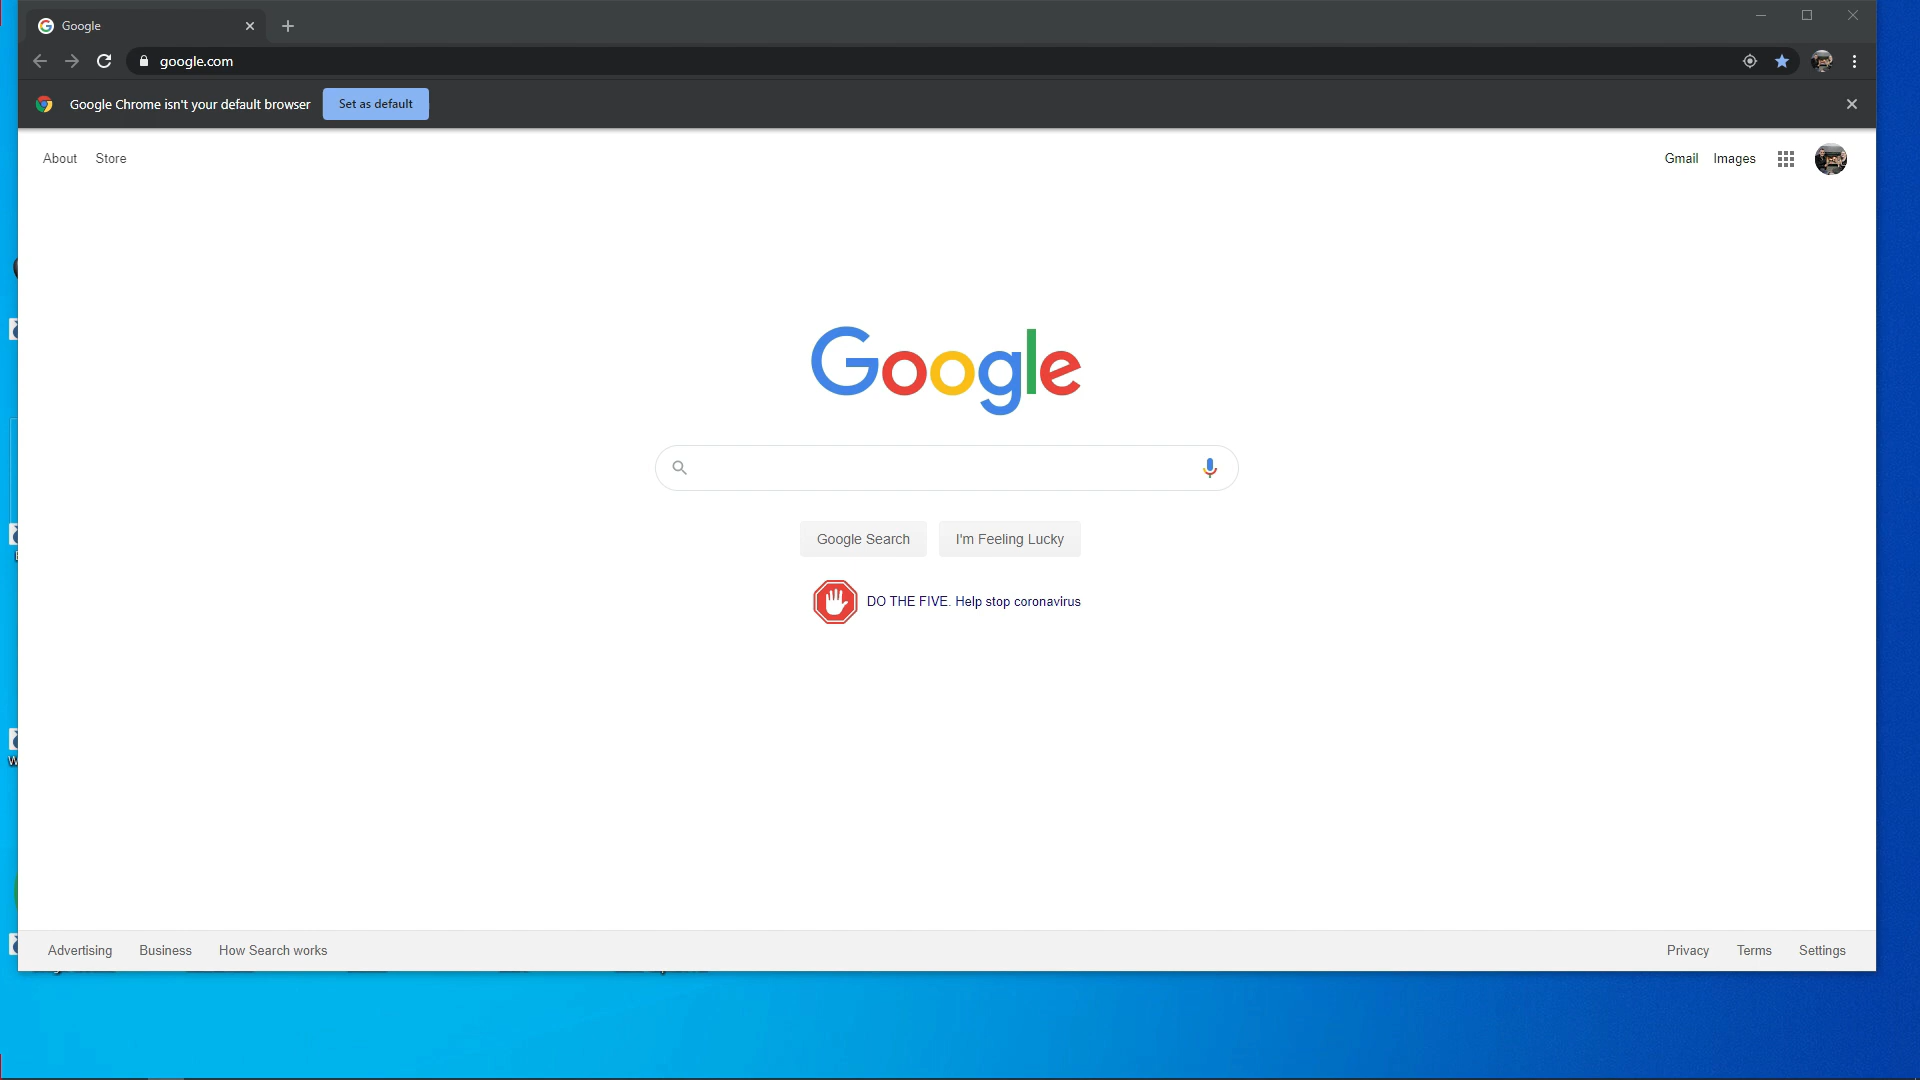 Google
google.com
Google Chrome isn't your default browser Set as default
About Store Gmail Images
Google
Google Search I'm Feeling Lucky
DO THE FIVE. Help stop coronavirus
Advertising Business How Search works Privacy Terms Settings